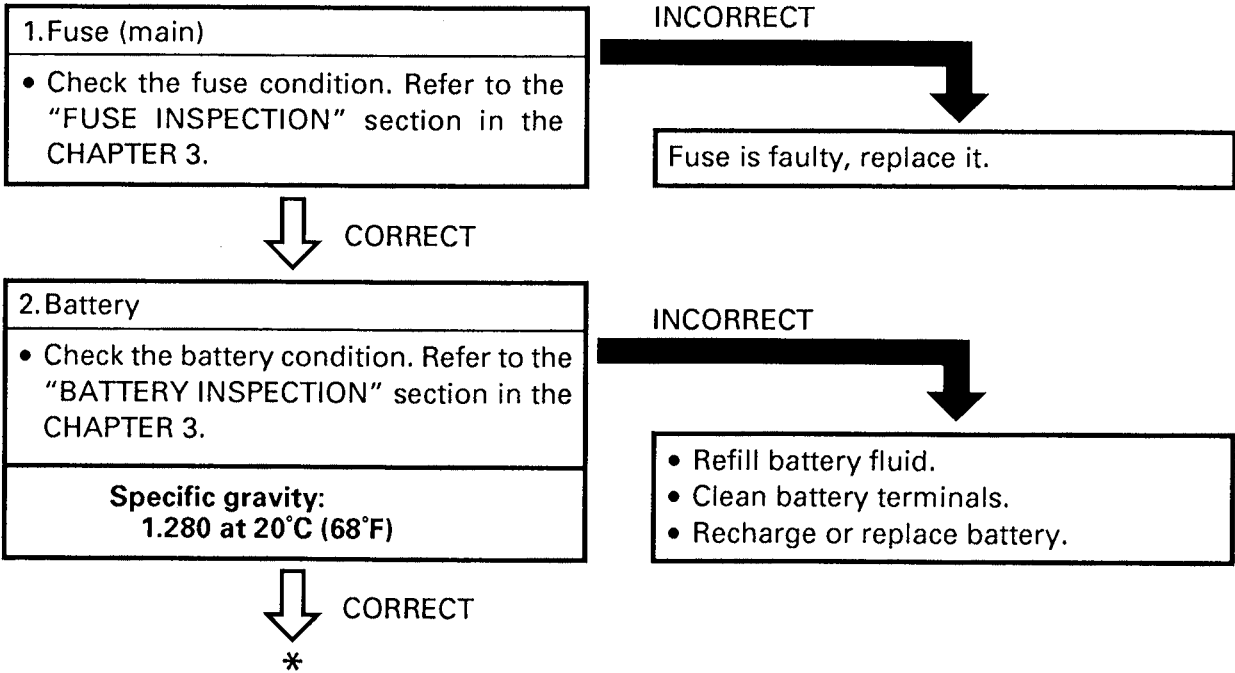 1.Fuse (main)
• Check the fuse condition. Refer to the
"FUSE INSPECTION" section in the
CHAPTER 3.
INCORRECT
Fuse is faulty, replace it.
CORRECT
2.Battery
• Check the battery condition. Refer to the
"BATTERY INSPECTION" section in the
CHAPTER 3.
Specific gravity:
1.280 at 20°C (68°F)
INCORRECT
• Refill battery fluid.
• Clean battery terminals.
• Recharge or replace battery.
CORRECT
*